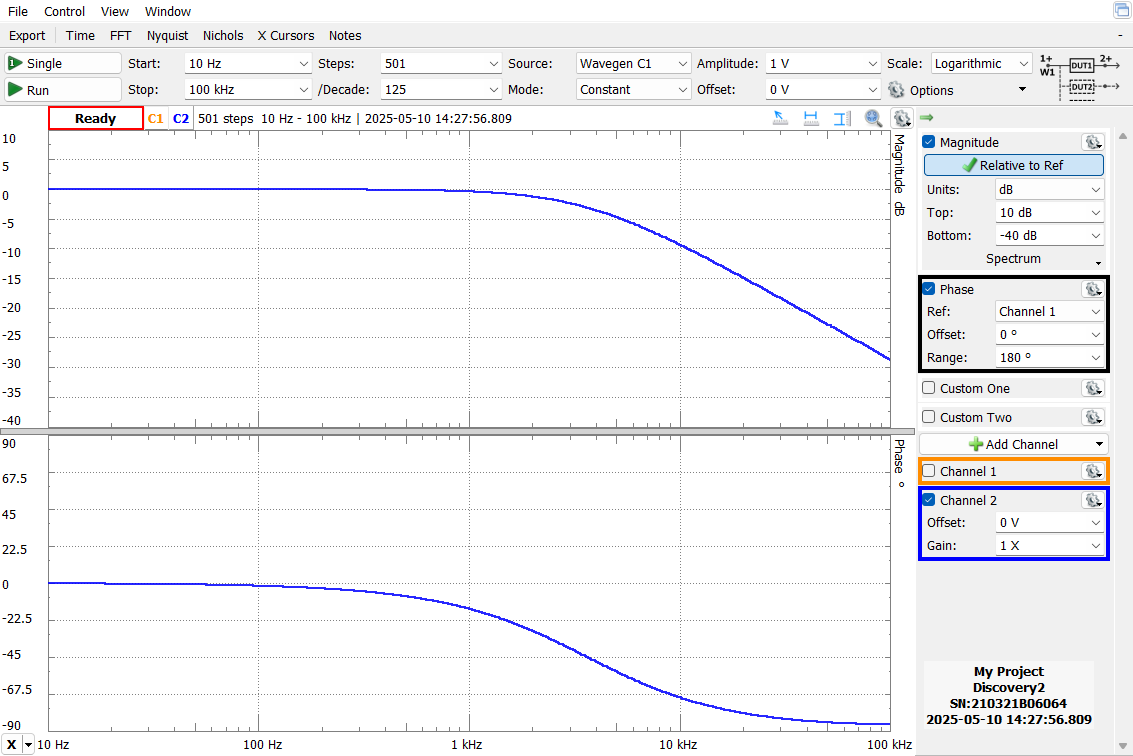 File Control View Window
Export Time FFT Nyquist Nichols X Cursors Notes
Single Start: 10 Hz Steps: 501 Source: Wavegen C1 Amplitude: 1 V Scale: Logarithmic
Run Stop: 100 kHz /Decade: 125 Mode: Constant Offset: 0 V Options
1+ 2+
W1 DUT1
DUT2
Ready C1 C2 501 steps 10 Hz - 100 kHz | 2025-05-10 14:27:56.809
Magnitude dB
10
5
0
-5
-10
-15
-20
-25
-30
-35
-40
Phase °
90
67.5
45
22.5
0
-22.5
-45
-67.5
-90
X 10 Hz 100 Hz 1 kHz 10 kHz 100 kHz
Magnitude
Relative to Ref
Units: dB
Top: 10 dB
Bottom: -40 dB
Spectrum
Phase
Ref: Channel 1
Offset: 0 °
Range: 180 °
Custom One
Custom Two
Add Channel
Channel 1
Channel 2
Offset: 0 V
Gain: 1 X
My Project
Discovery2
SN:210321B06064
2025-05-10 14:27:56.809